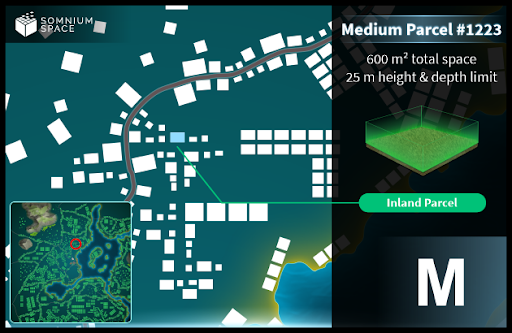 SOMNIUM
SPACE
Medium Parcel #1223
600 m² total space
25 m height & depth limit
Inland Parcel
M